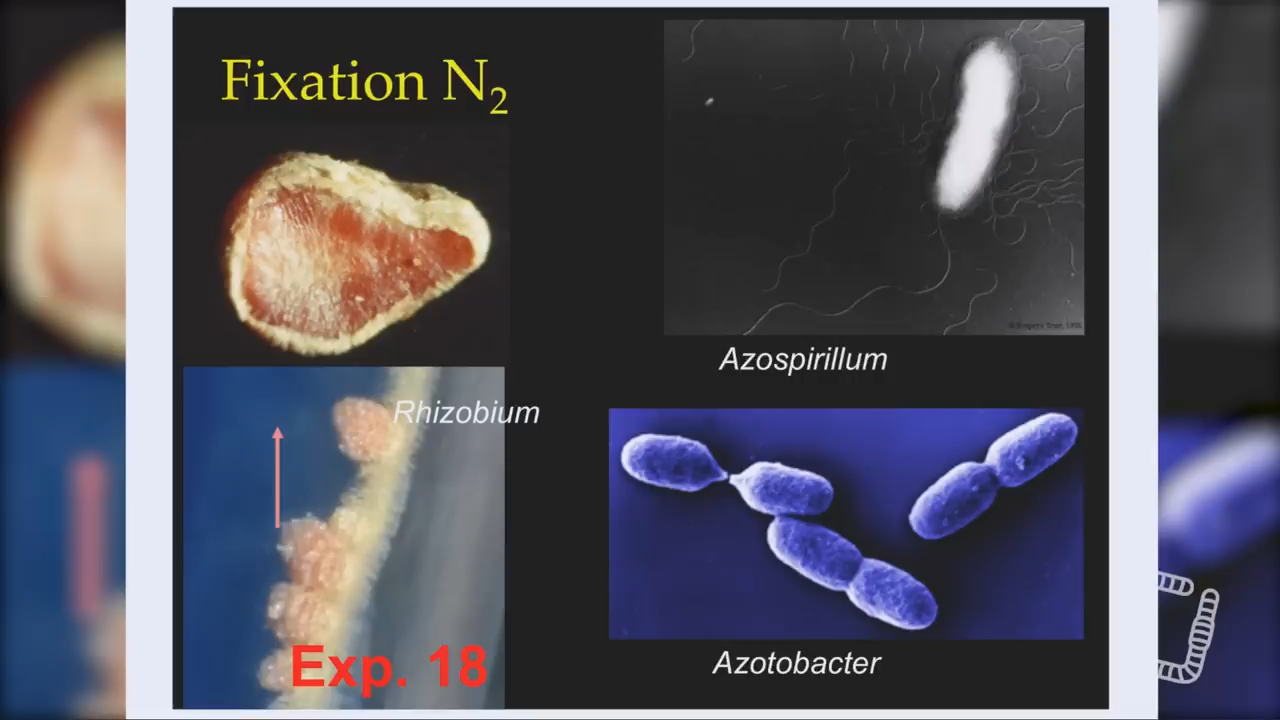 Fixation N₂
Azospirillum
Rhizobium
Exp. 18
Azotobacter